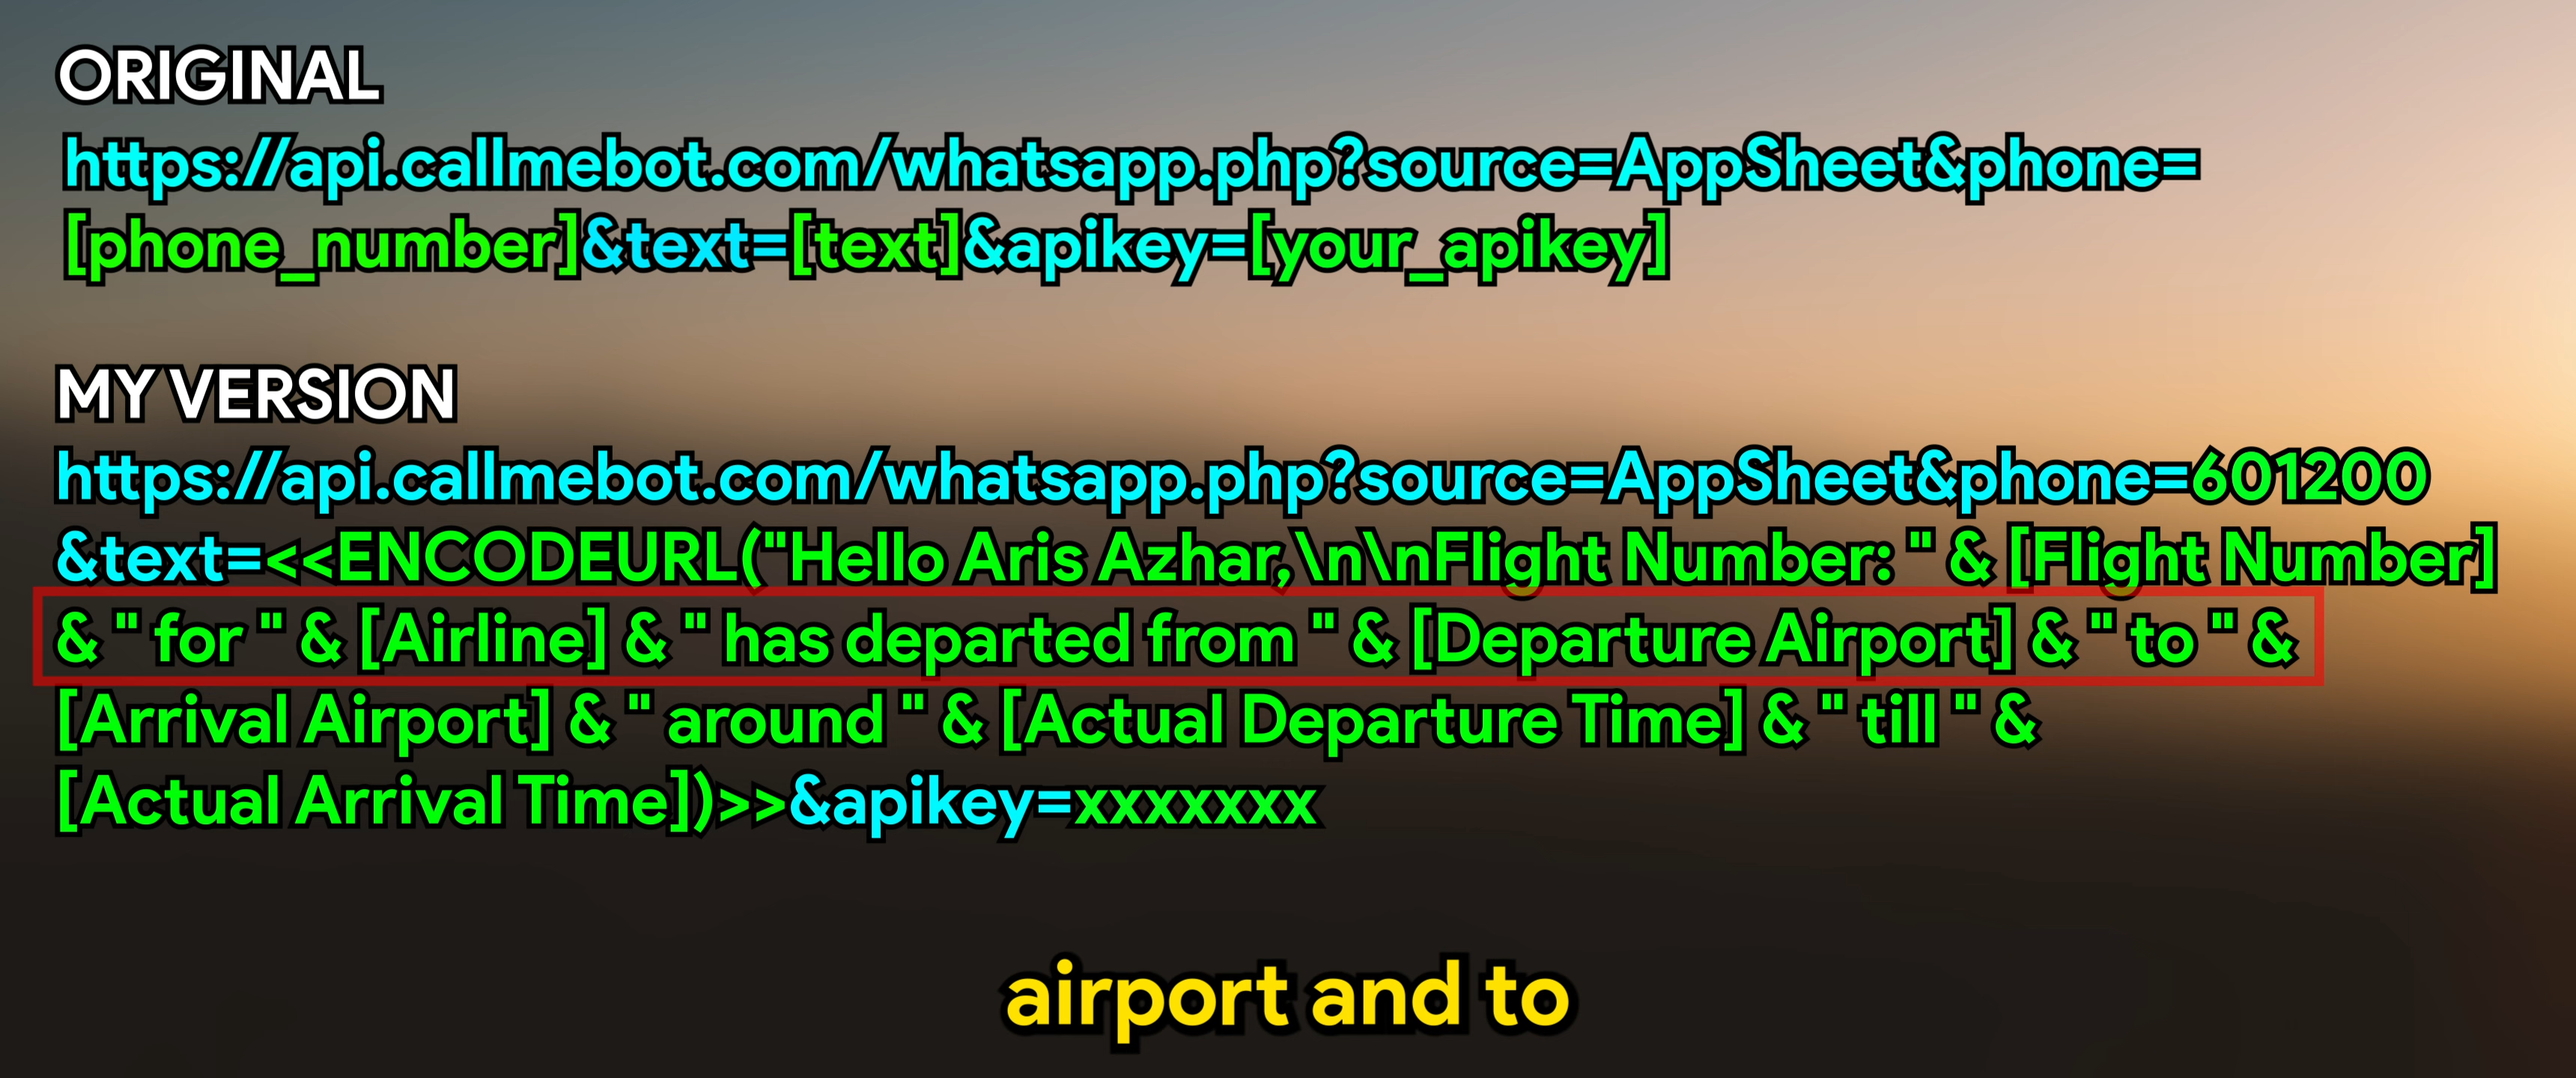 ORIGINAL
https://api.callmebot.com/whatsapp.php?source=AppSheet&phone=
[phone_number]&text=[text]&apikey=[your_apikey]
MY VERSION
https://api.callmebot.com/whatsapp.php?source=AppSheet&phone=601200
&text=<<ENCODEURL("Hello Aris Azhar,\n\nFlight Number: " & [Flight Number]
& " for " & [Airline] & " has departed from " & [Departure Airport] & " to " &
[Arrival Airport] & " around " & [Actual Departure Time] & " till " &
[Actual Arrival Time])>>&apikey=xxxxxxx
airport and to